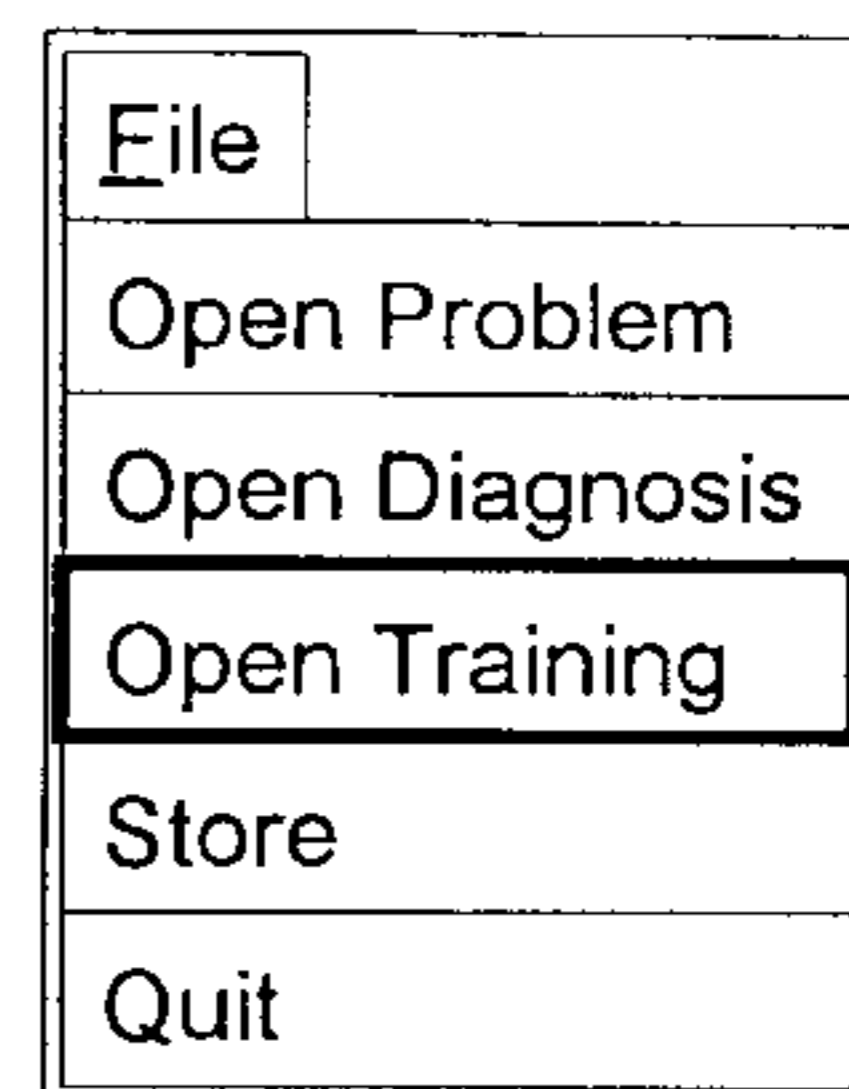 File
Open Problem
Open Diagnosis
Open Training
Store
Quit